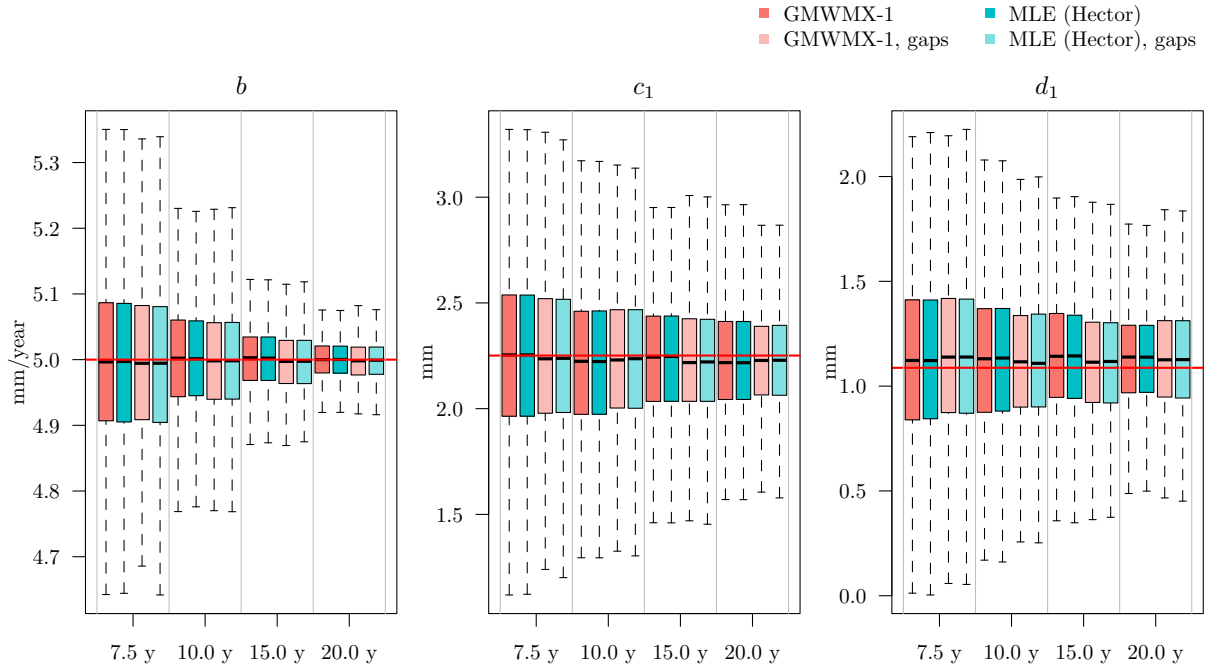 GMWMX-1
GMWMX-1, gaps
MLE (Hector)
MLE (Hector), gaps
b
mm/year
5.3
5.2
5.1
5.0
4.9
4.8
4.7
7.5 y 10.0 y 15.0 y 20.0 y
c₁
mm
3.0
2.5
2.0
1.5
7.5 y 10.0 y 15.0 y 20.0 y
d₁
mm
2.0
1.5
1.0
0.5
0.0
7.5 y 10.0 y 15.0 y 20.0 y